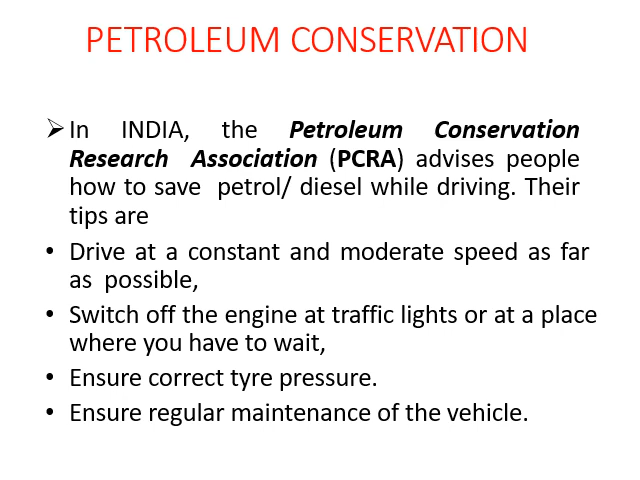 PETROLEUM CONSERVATION
➢ In INDIA, the Petroleum Conservation
Research Association (PCRA) advises people
how to save petrol/ diesel while driving. Their
tips are
• Drive at a constant and moderate speed as far
as possible,
• Switch off the engine at traffic lights or at a place
where you have to wait,
• Ensure correct tyre pressure.
• Ensure regular maintenance of the vehicle.